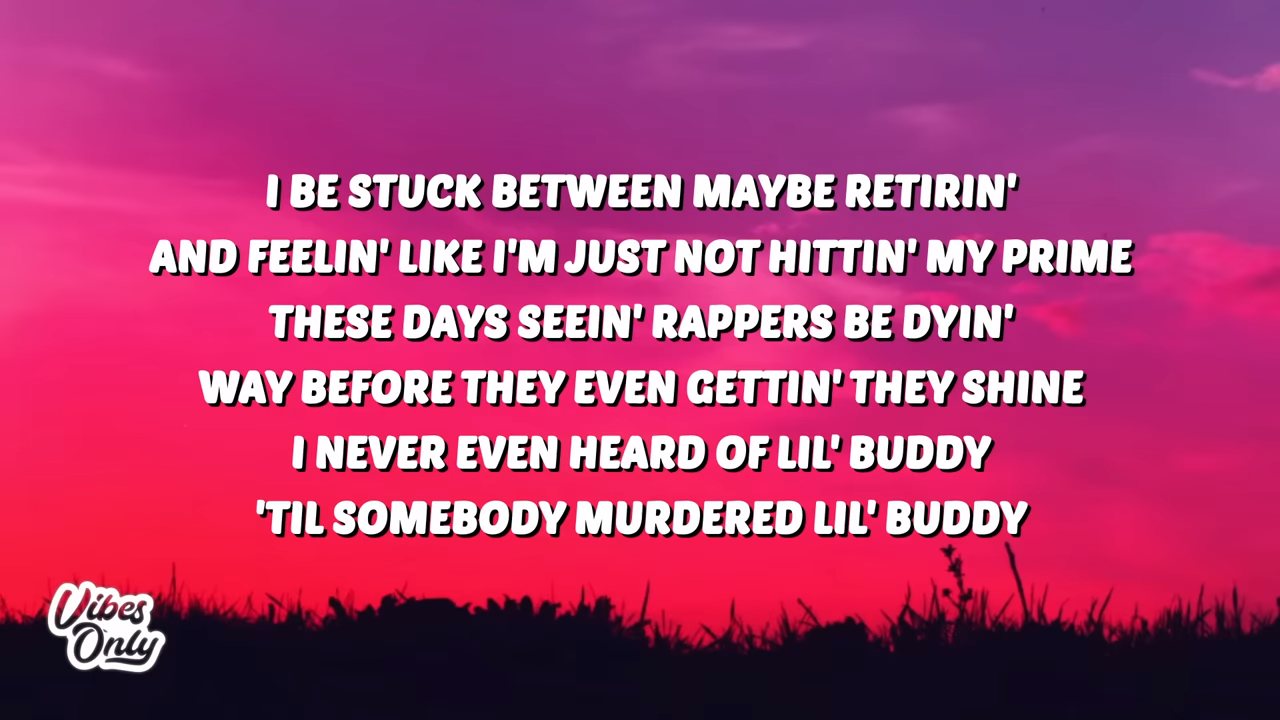 I BE STUCK BETWEEN MAYBE RETIRIN'
AND FEELIN' LIKE I'M JUST NOT HITTIN' MY PRIME
THESE DAYS SEEIN' RAPPERS BE DYIN'
WAY BEFORE THEY EVEN GETTIN' THEY SHINE
I NEVER EVEN HEARD OF LIL' BUDDY
'TIL SOMEBODY MURDERED LIL' BUDDY
Vibes
Only